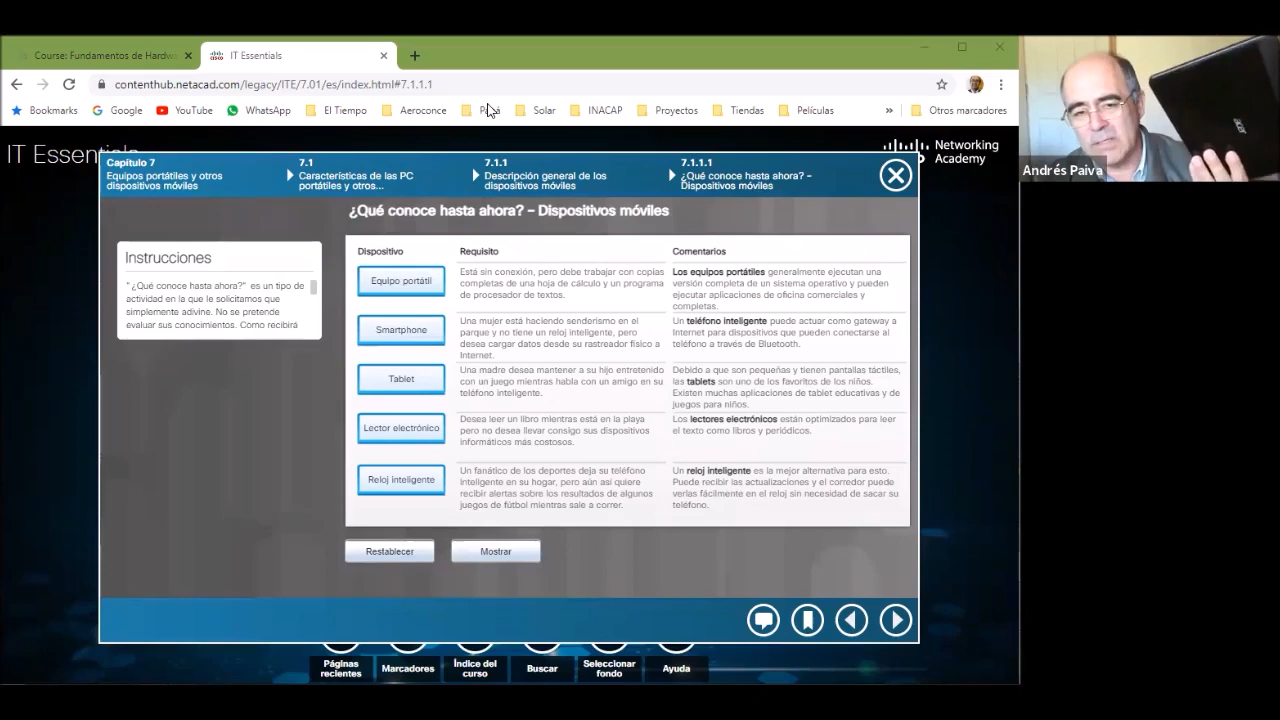 Course: Fundamentos de Hardw
IT Essentials
contenthub.netacad.com/legacy/ITE/7.01/es/index.html#7.1.1.1
Bookmarks Google YouTube WhatsApp El Tiempo Aeroconce Solar INACAP Proyectos Tiendas Películas » Otros marcadores
IT Essentials
Networking
Academy
Andrés Paiva
Capítulo 7
Equipos portátiles y otros
dispositivos móviles
7.1
Características de las PC
portátiles y otros...
7.1.1
Descripción general de los
dispositivos móviles
7.1.1.1
¿Qué conoce hasta ahora? –
Dispositivos móviles
¿Qué conoce hasta ahora? – Dispositivos móviles
Instrucciones
"¿Qué conoce hasta ahora?" es un tipo de
actividad en la que le solicitamos que
simplemente adivine. No se pretende
evaluar sus conocimientos. Como recibirá
Dispositivo
Requisito
Comentarios
Equipo portátil
Está sin conexión, pero debe trabajar con copias
completas de una hoja de cálculo y un programa
de procesador de textos.
Los equipos portátiles generalmente ejecutan una
versión completa de un sistema operativo y pueden
ejecutar aplicaciones de oficina comerciales y
completas.
Smartphone
Una mujer está haciendo senderismo en el
parque y no tiene un reloj inteligente, pero
desea cargar datos desde su rastreador físico a
Internet.
Un teléfono inteligente puede actuar como gateway a
Internet para dispositivos que pueden conectarse al
teléfono a través de Bluetooth.
Tablet
Una madre desea mantener a su hijo entretenido
con un juego mientras habla con un amigo en su
teléfono inteligente.
Debido a que son pequeñas y tienen pantallas táctiles,
las tablets son uno de los favoritos de los niños.
Existen muchas aplicaciones de tablet educativas y de
juegos para niños.
Lector electrónico
Desea leer un libro mientras está en la playa
pero no desea llevar consigo sus dispositivos
informáticos más costosos.
Los lectores electrónicos están optimizados para leer
el texto como libros y periódicos.
Reloj inteligente
Un fanático de los deportes deja su teléfono
inteligente en su hogar, pero aún así quiere
recibir alertas sobre los resultados de algunos
juegos de fútbol mientras sale a correr.
Un reloj inteligente es la mejor alternativa para esto.
Puede recibir las actualizaciones y el corredor puede
verlas fácilmente en el reloj sin necesidad de sacar su
teléfono.
Restablecer
Mostrar
Páginas
recientes
Marcadores
Índice del
curso
Buscar
Seleccionar
fondo
Ayuda